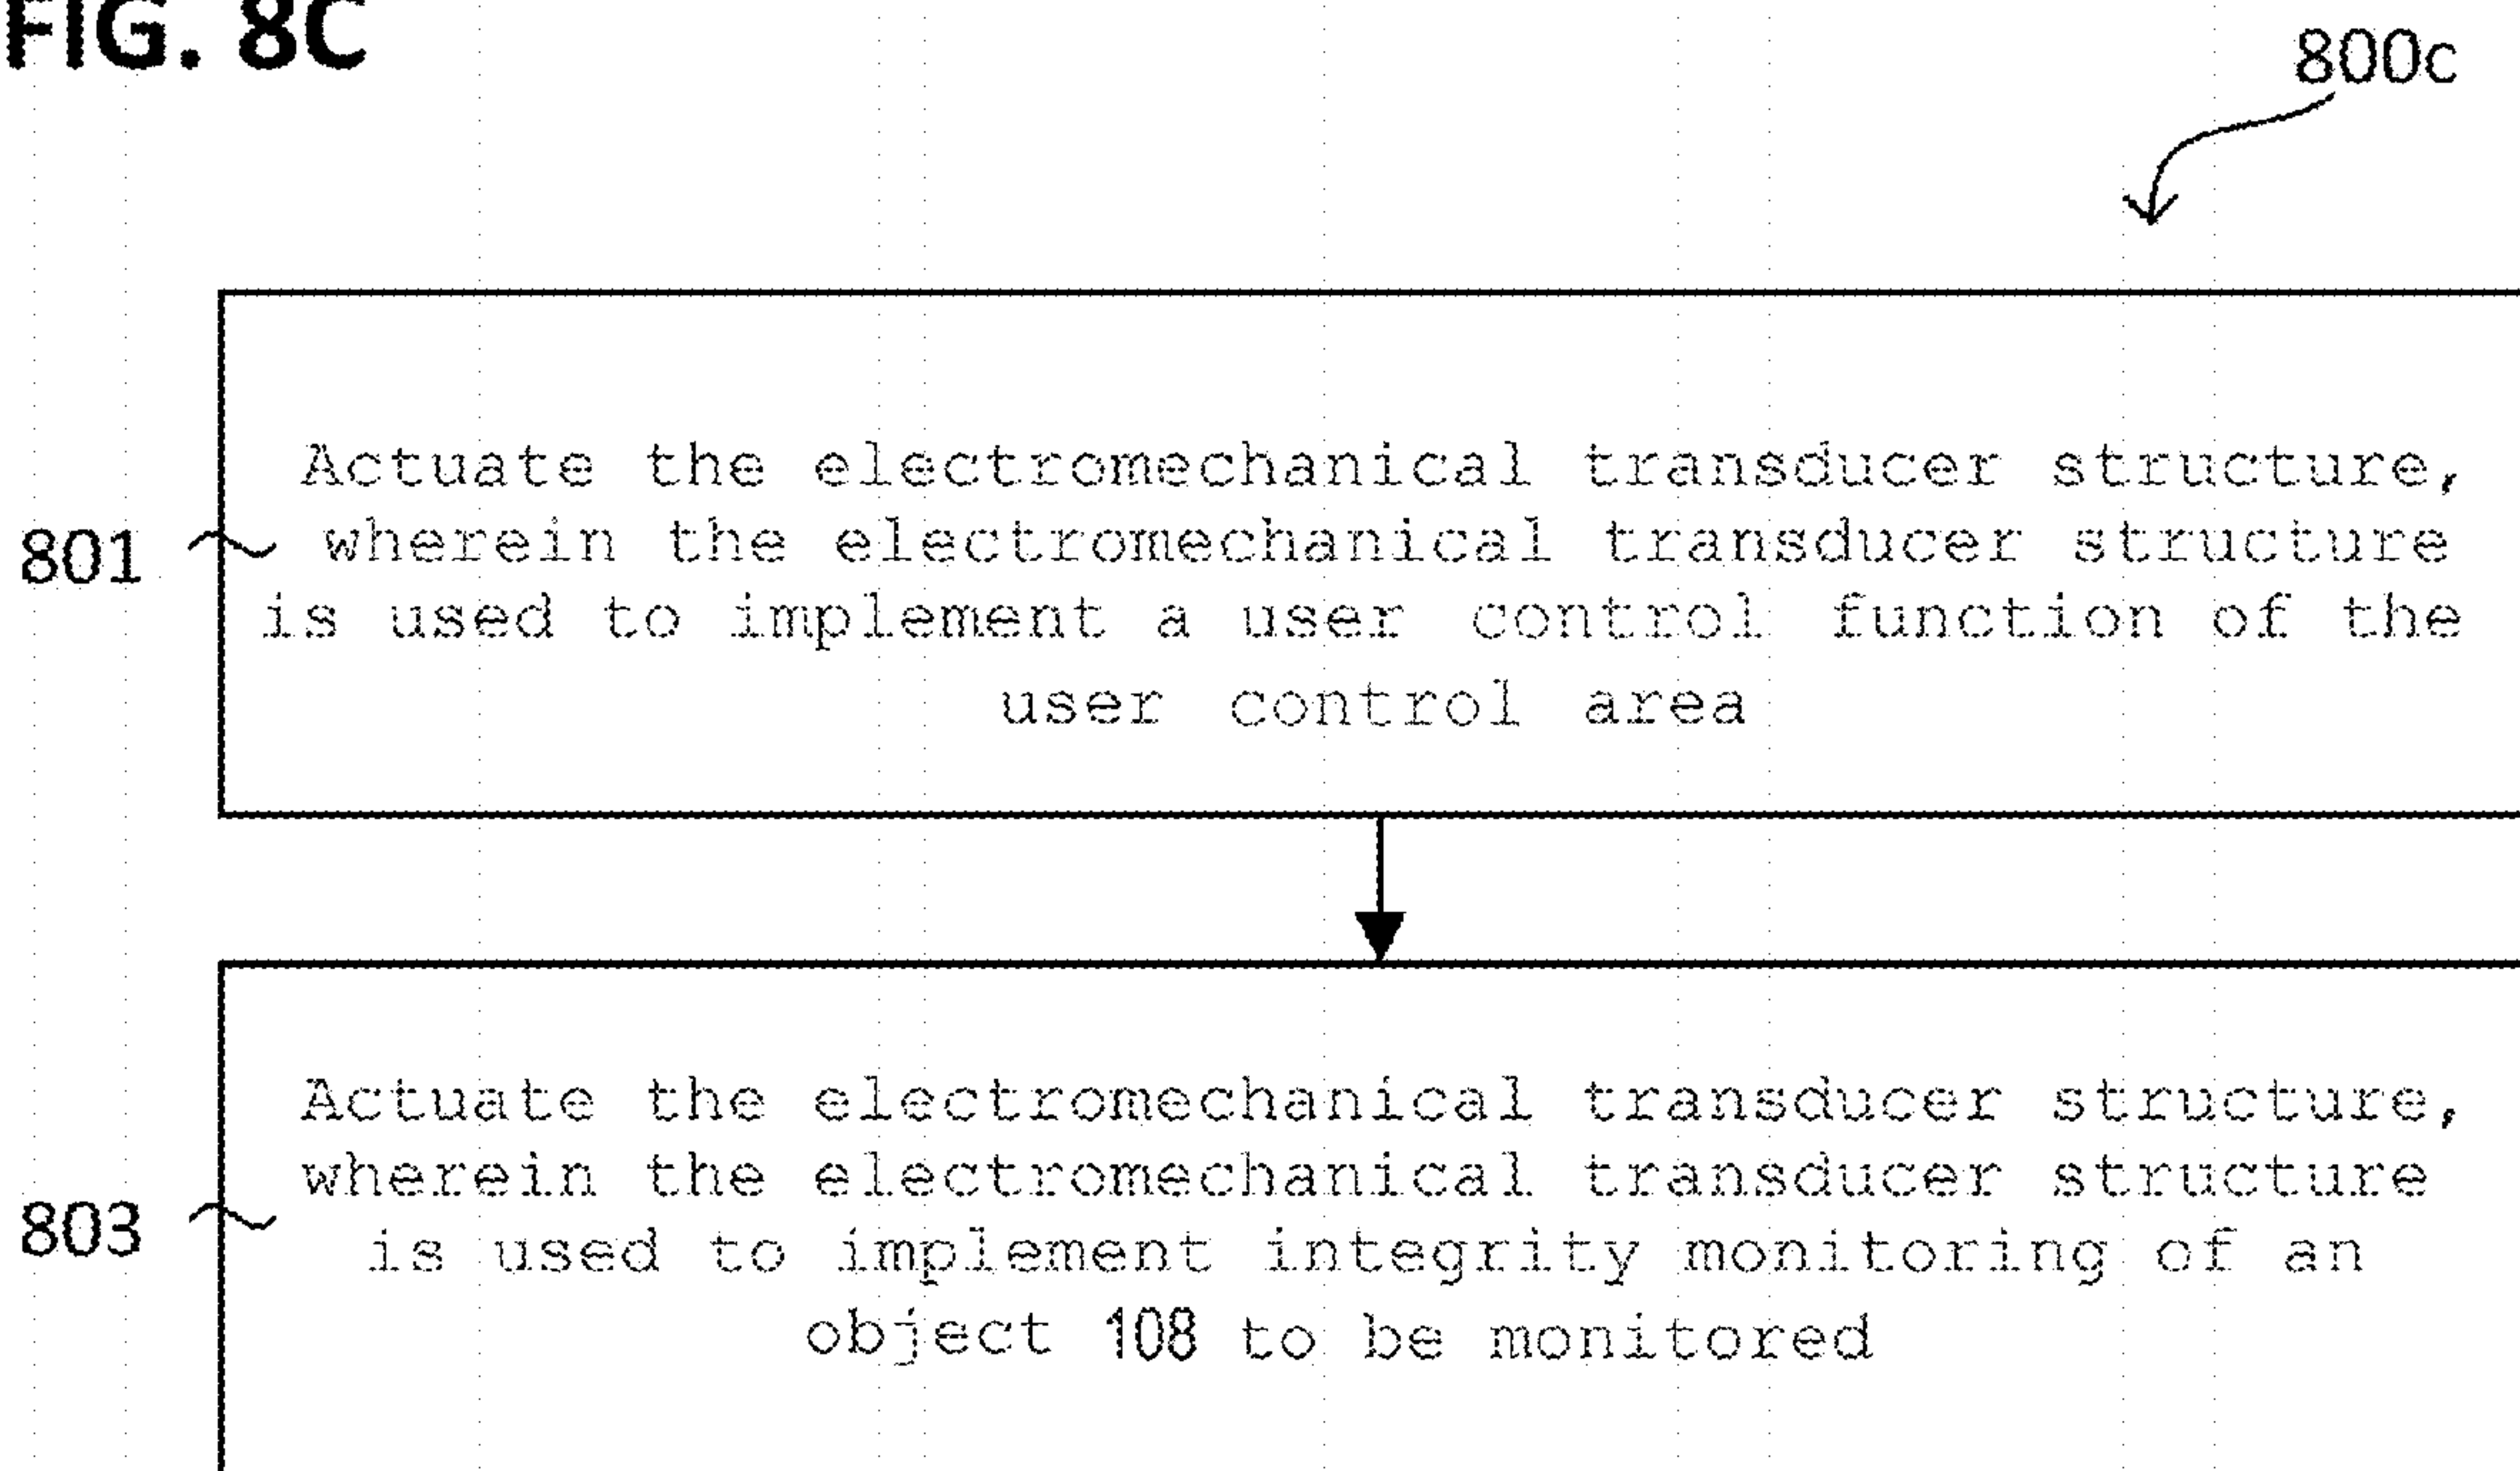 FIG. 8C
800c
Actuate the electromechanical transducer structure,
801 wherein the electromechanical transducer structure
is used to implement a user control function of the
user control area
Actuate the electromechanical transducer structure,
wherein the electromechanical transducer structure
803
is used to implement integrity monitoring of an
object 108 to be monitored